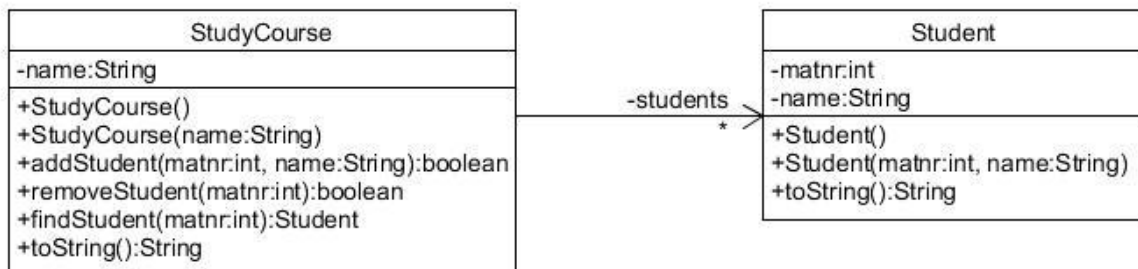 StudyCourse
-name:String
+StudyCourse()
+StudyCourse(name:String)
+addStudent(matnr:int, name:String):boolean
+removeStudent(matnr:int):boolean
+findStudent(matnr:int):Student
+toString():String
-students
*
Student
-matnr:int
-name:String
+Student()
+Student(matnr:int, name:String)
+toString():String